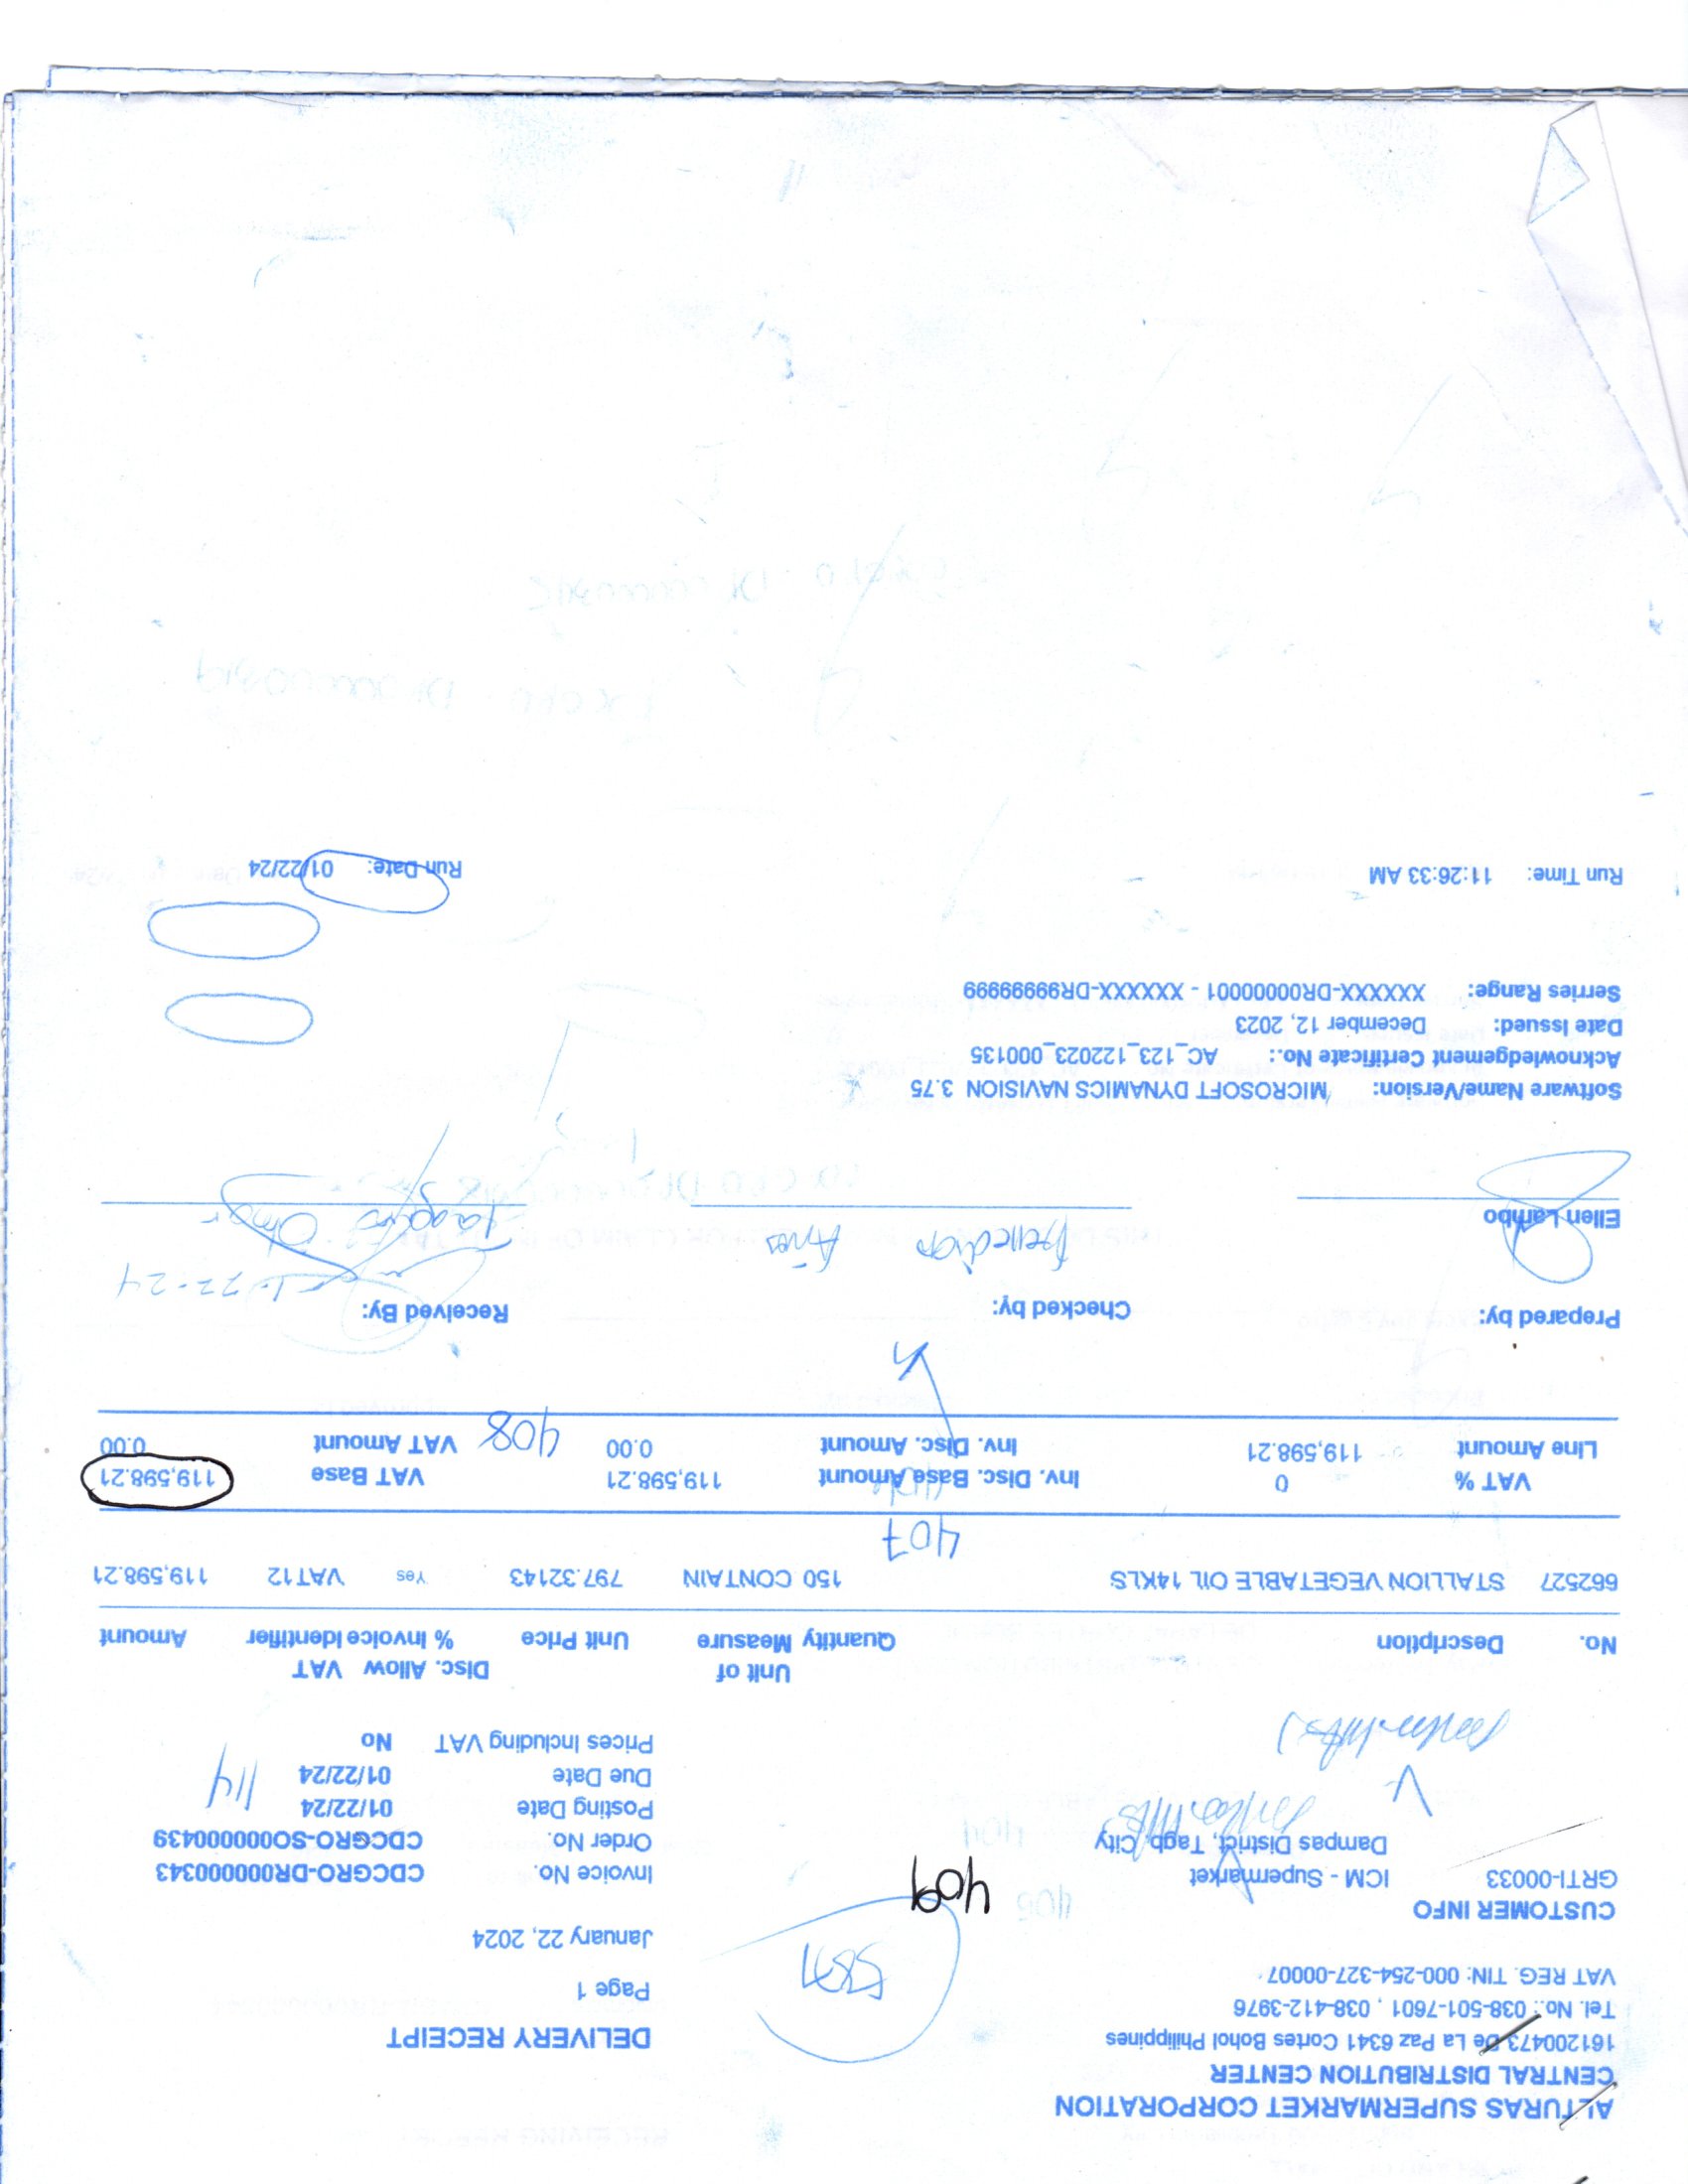 ALTURAS SUPERMARKET CORPORATION
CENTRAL DISTRIBUTION CENTER
161200473 De La Paz 6341 Cortes Bohol Philippines
Tel. No.: 038-501-7601 , 038-412-3976
VAT REG. TIN: 000-254-327-00007
DELIVERY RECEIPT
Page 1
January 22, 2024
CUSTOMER INFO
GRTI-00033 ICM - Supermarket
Dampas District, Tagb, City
409
Invoice No. CDCGRO-DR000000343
Order No. CDCGRO-SO000000439
Posting Date 01/22/24
Due Date 01/22/24
Prices Including VAT No
114
No. Description Quantity Unit of Measure Unit Price Disc. % Allow Invoice VAT Identifier Amount
662527 STALLION VEGETABLE OIL 14KLS 150 CONTAIN 797.32143 Yes VAT12 119,598.21
407
VAT % 0 Inv. Disc. Base Amount 119,598.21 VAT Base 119,598.21
Line Amount 119,598.21 Inv. Disc. Amount 0.00 VAT Amount 0.00
408
Prepared by: Checked by: Received By:
1-22-24
Ellen Lambo
Software Name/Version: MICROSOFT DYNAMICS NAVISION 3.75
Acknowledgement Certificate No.: AC_123_122023_000135
Date Issued: December 12, 2023
Serries Range: XXXXXX-DR00000001 - XXXXXX-DR99999999
Run Time: 11:26:33 AM Run Date: 01/22/24